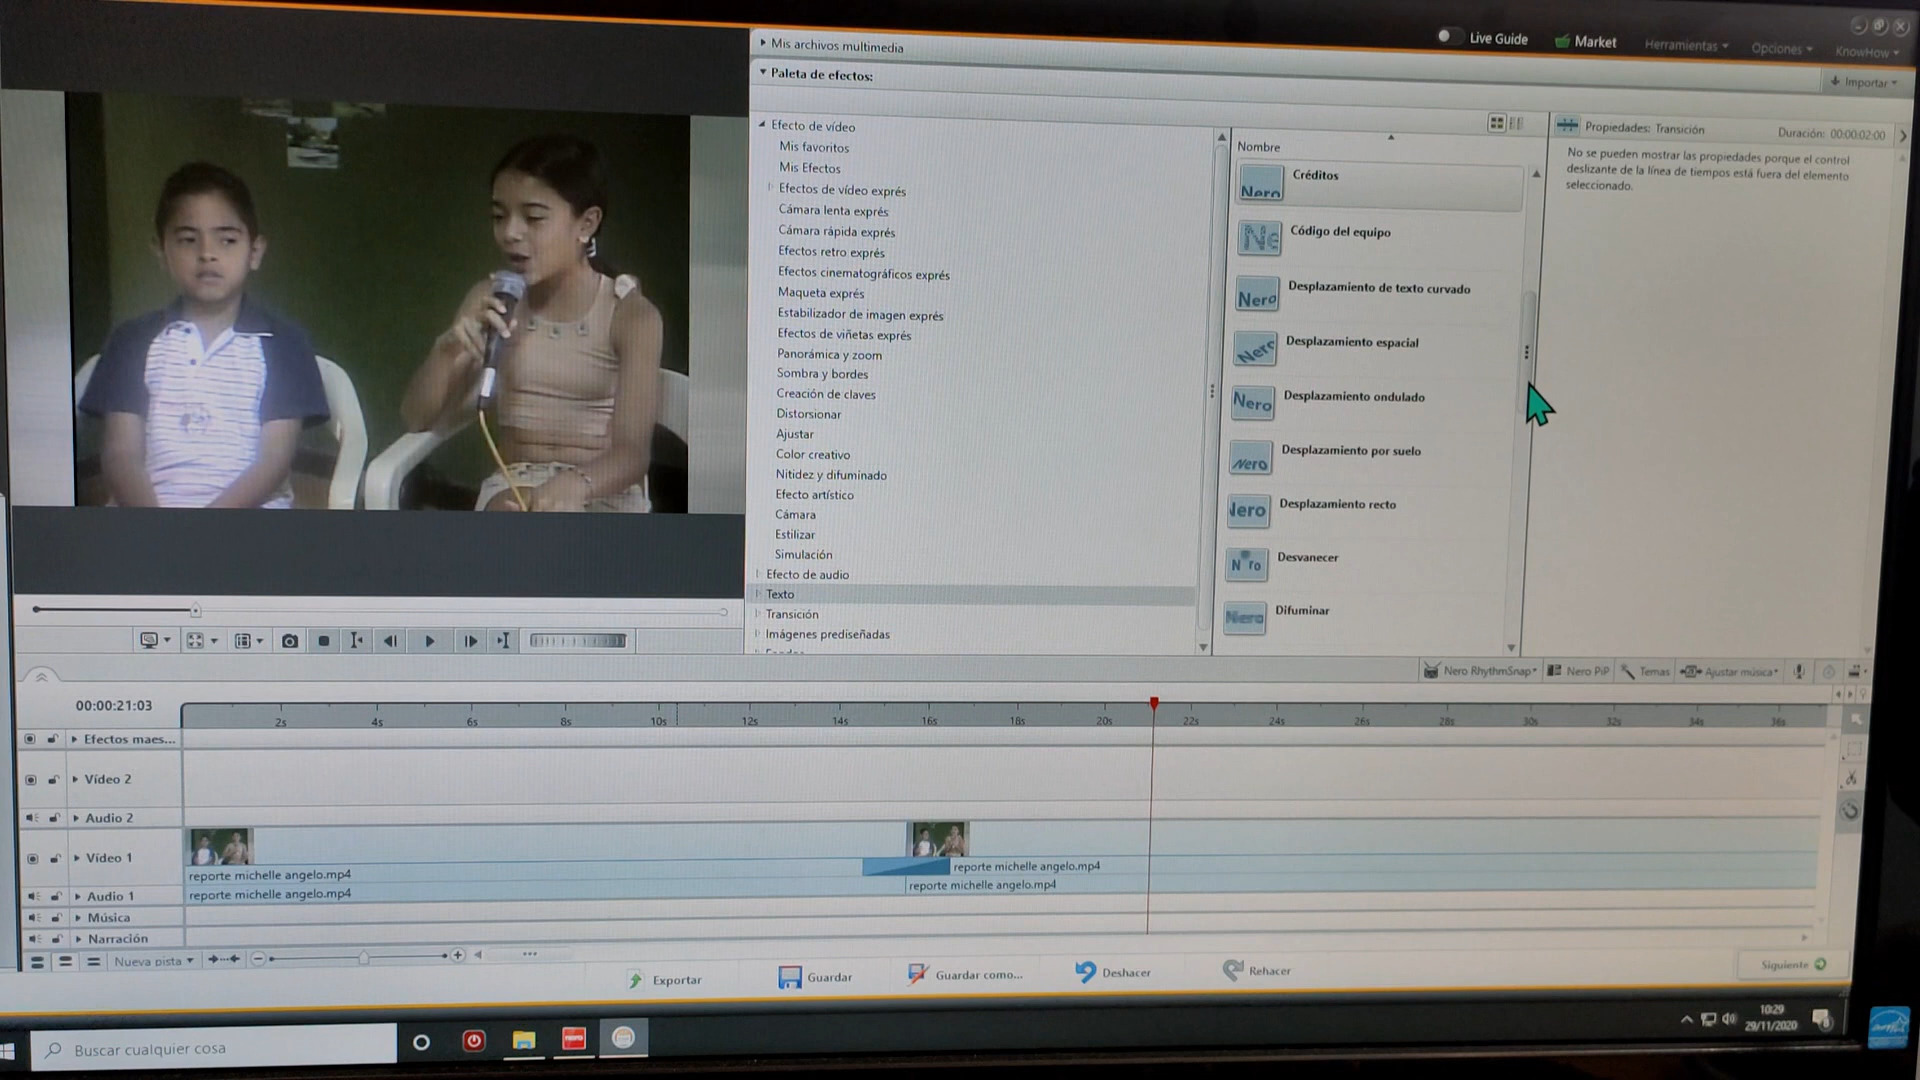 Live Guide
Market
Herramientas
Opciones
KnowHow
Mis archivos multimedia
Paleta de efectos:
Importar
Efecto de vídeo
Mis favoritos
Mis Efectos
Efectos de vídeo exprés
Cámara lenta exprés
Cámara rápida exprés
Efectos retro exprés
Efectos cinematográficos exprés
Maqueta exprés
Estabilizador de imagen exprés
Efectos de viñetas exprés
Panorámica y zoom
Sombra y bordes
Creación de claves
Distorsionar
Ajustar
Color creativo
Nitidez y difuminado
Efecto artístico
Cámara
Estilizar
Simulación
Efecto de audio
Texto
Transición
Imágenes prediseñadas
Nombre
Nero Créditos
Ne Código del equipo
Nero Desplazamiento de texto curvado
Nero Desplazamiento espacial
Nero Desplazamiento ondulado
Nero Desplazamiento por suelo
Nero Desplazamiento recto
N ro Desvanecer
Nero Difuminar
Propiedades: Transición
Duración: 00:00:02:00
No se pueden mostrar las propiedades porque el control
deslizante de la línea de tiempos está fuera del elemento
seleccionado.
Nero RhythmSnap
Nero PiP
Temas
Ajustar música
00:00:21:03
2s 4s 6s 8s 10s 12s 14s 16s 18s 20s 22s 24s 26s 28s 30s 32s 34s 36s
Efectos maes...
Vídeo 2
Audio 2
Vídeo 1
reporte michelle angelo.mp4
reporte michelle angelo.mp4
Audio 1
reporte michelle angelo.mp4
reporte michelle angelo.mp4
Música
Narración
Nueva pista
Exportar
Guardar
Guardar como...
Deshacer
Rehacer
Siguiente
Buscar cualquier cosa
10:29
29/11/2020